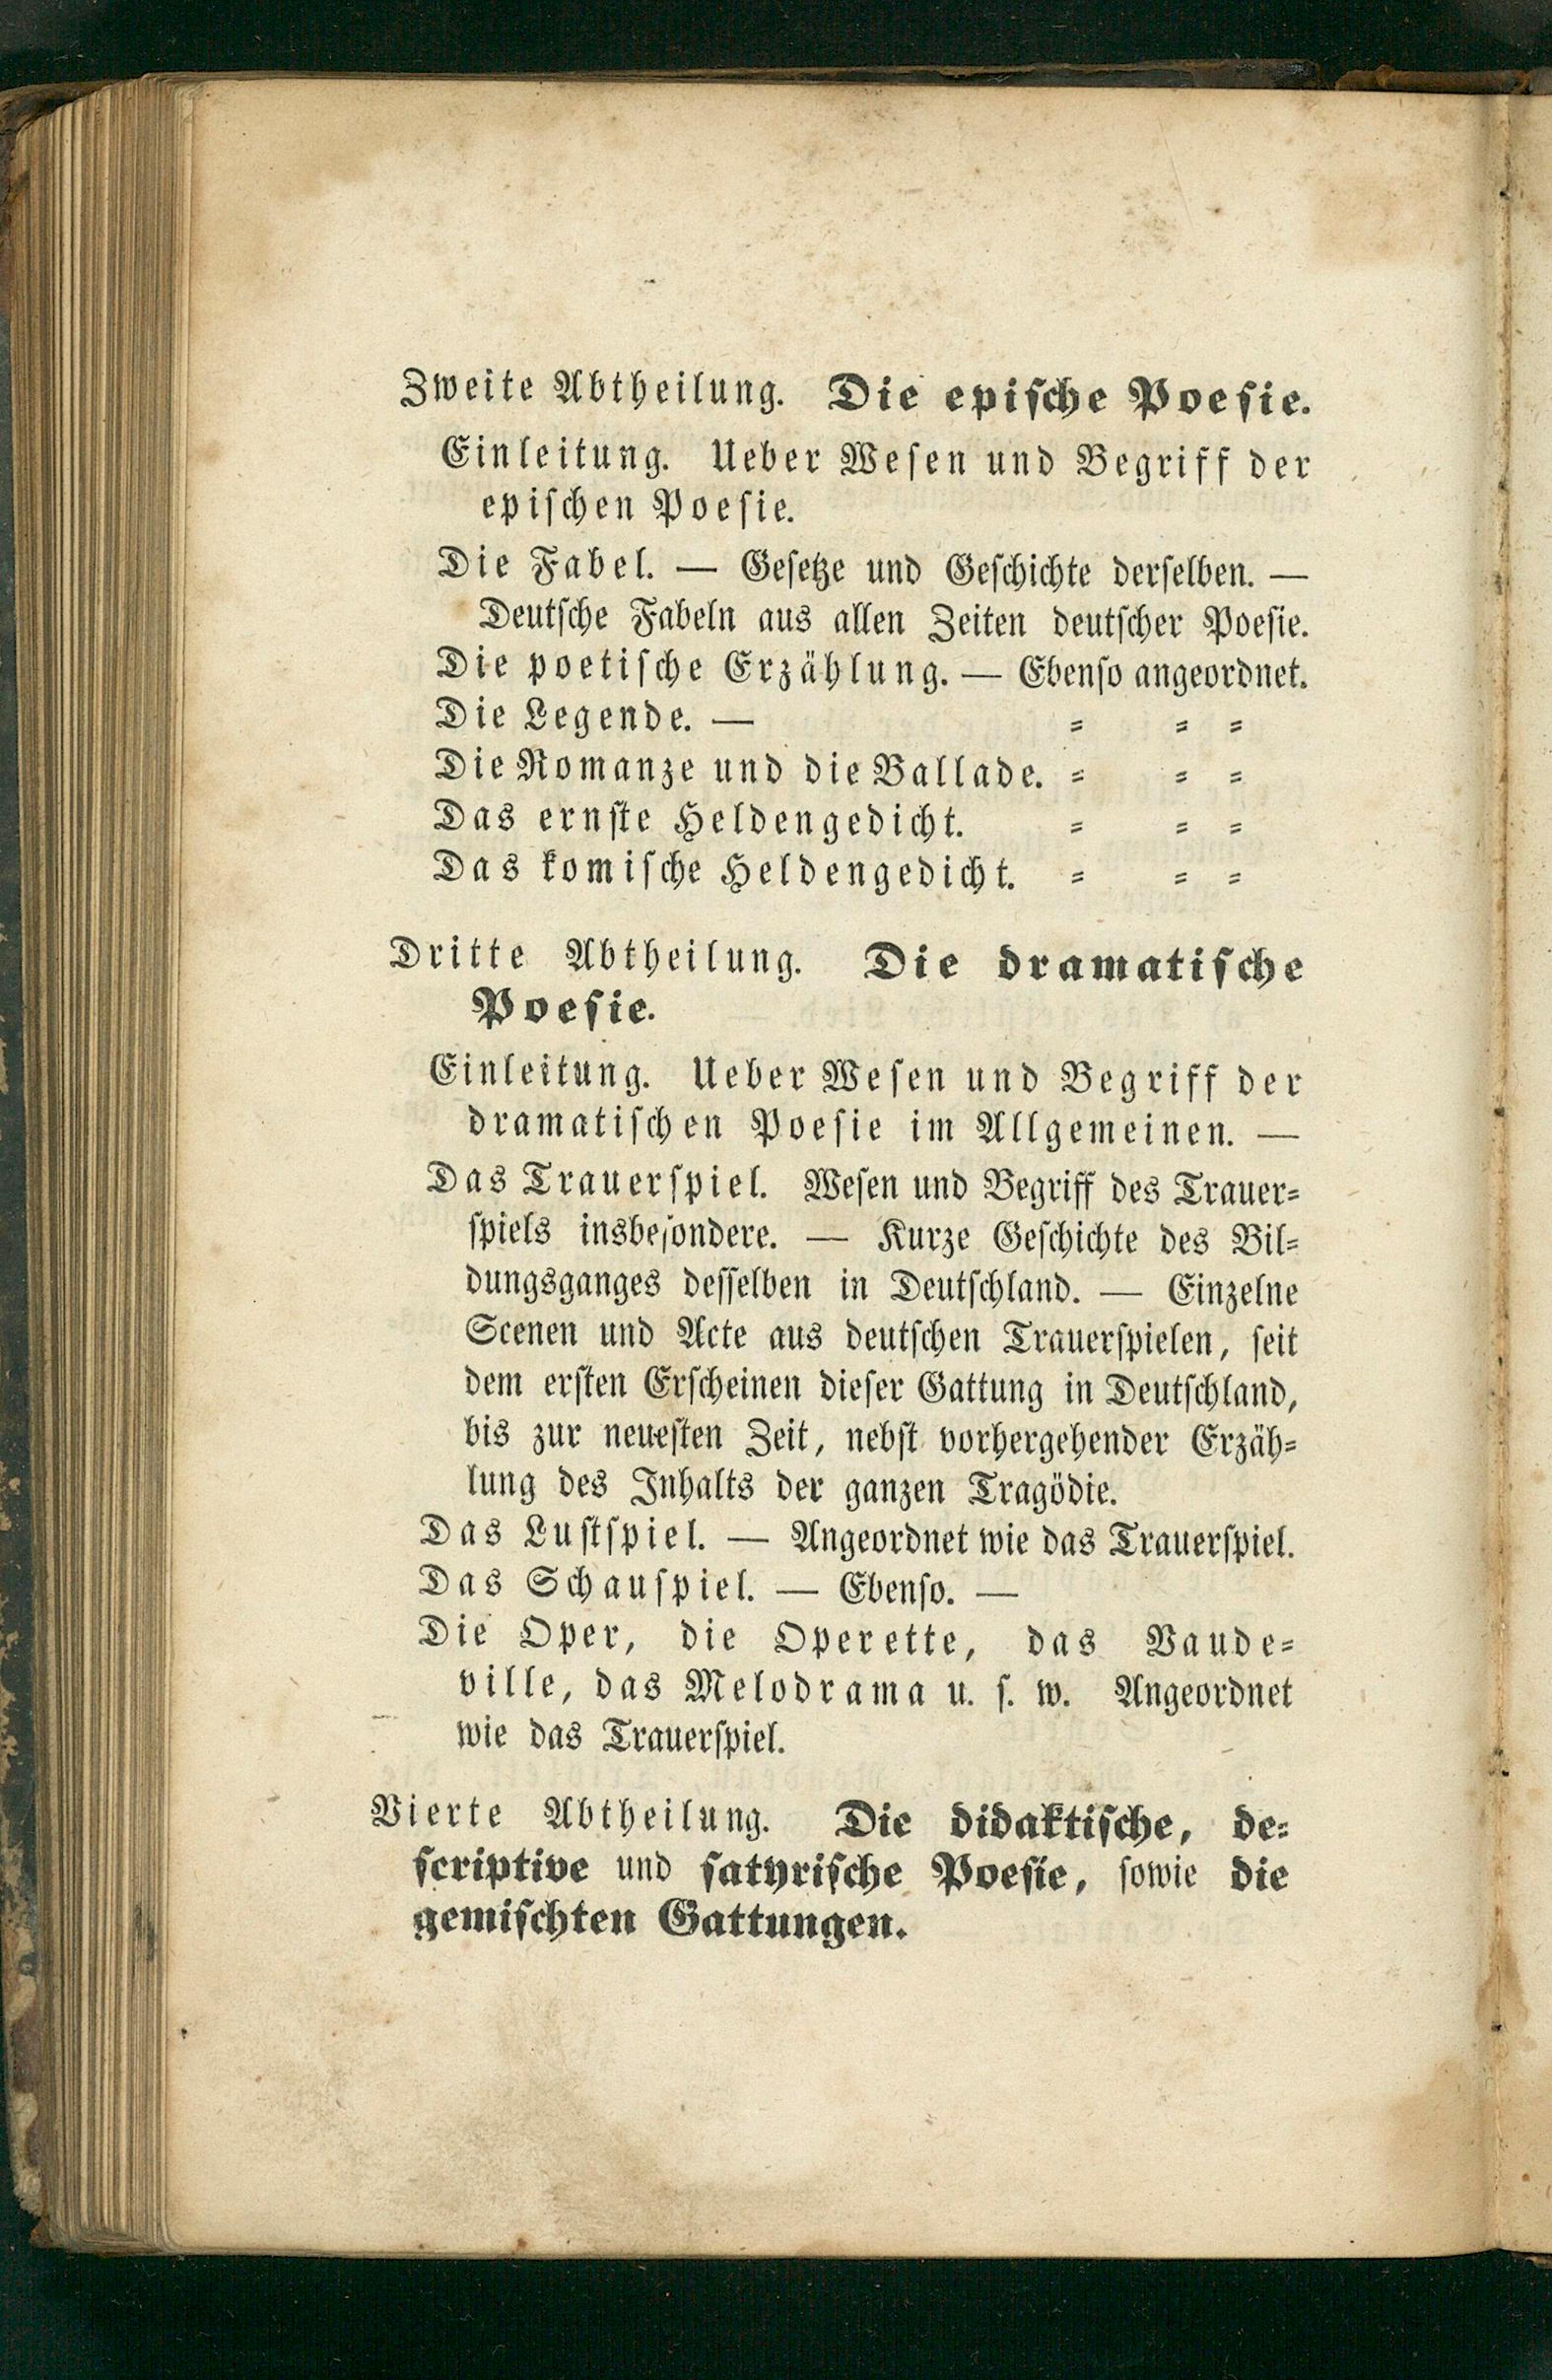 Zweite Abtheilung. Die epiſche Poeſie.
Einleitung. Ueber Weſen und Begriff der
epiſchen Poeſie.
Die Fabel. — Geſetze und Geſchichte derſelben. —
Deutſche Fabeln aus allen Zeiten deutſcher Poeſie.
Die poetiſche Erzählung. — Ebenſo angeordnet.
Die Legende. — = = =
Die Romanze und die Ballade. = = =
Das ernſte Heldengedicht. = = =
Das komiſche Heldengedicht. = = =
Dritte Abtheilung. Die dramatiſche
Poeſie.
Einleitung. Ueber Weſen und Begriff der
dramatiſchen Poeſie im Allgemeinen. —
Das Trauerſpiel. Weſen und Begriff des Trauer=
ſpiels insbeſondere. — Kurze Geſchichte des Bil=
dungsganges deſſelben in Deutſchland. — Einzelne
Scenen und Acte aus deutſchen Trauerſpielen, ſeit
dem erſten Erſcheinen dieſer Gattung in Deutſchland,
bis zur neueſten Zeit, nebſt vorhergehender Erzäh=
lung des Inhalts der ganzen Tragödie.
Das Luſtſpiel. — Angeordnet wie das Trauerſpiel.
Das Schauſpiel. — Ebenſo. —
Die Oper, die Operette, das Vaude=
ville, das Melodrama u. ſ. w. Angeordnet
wie das Trauerſpiel.
Vierte Abtheilung. Die didaktiſche, de=
ſcriptive und ſatyriſche Poeſie, ſowie die
gemiſchten Gattungen.